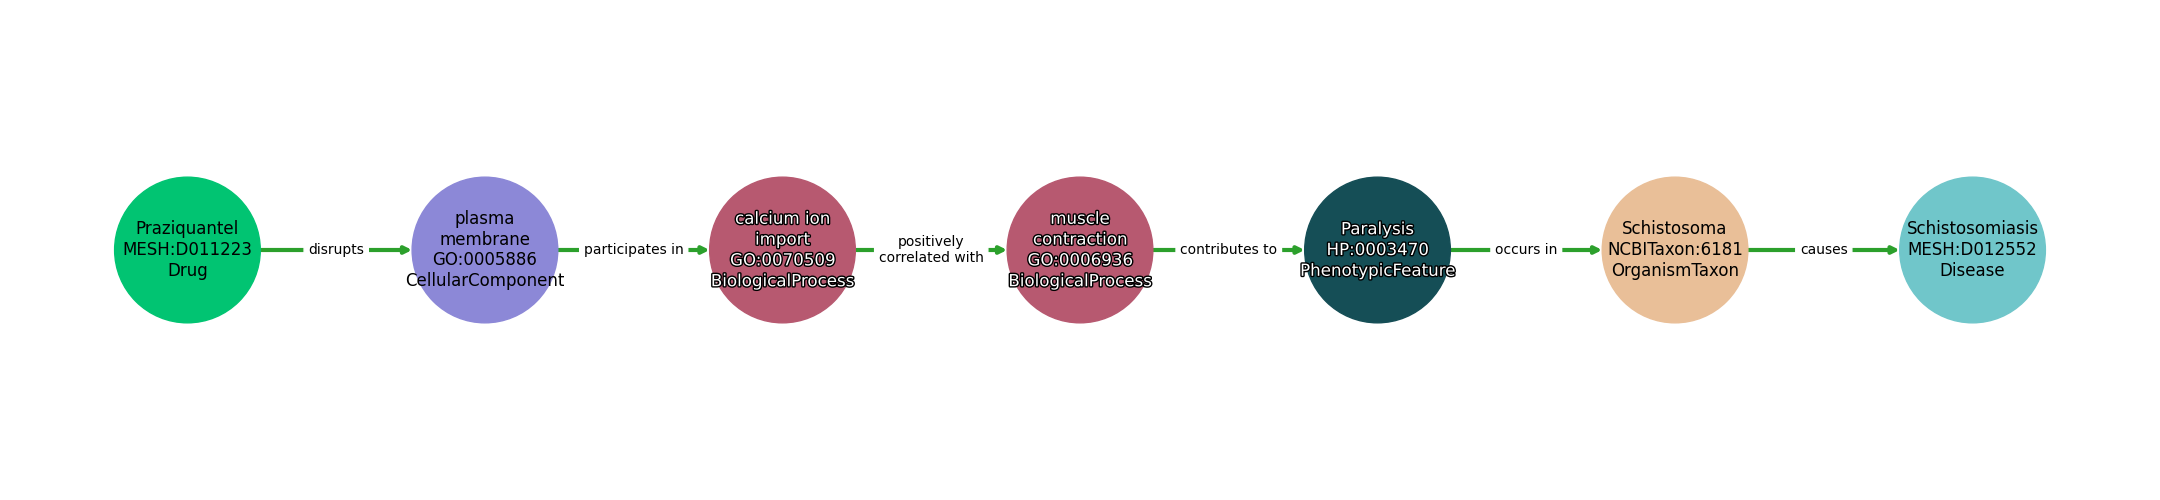 Praziquantel
MESH:D011223
Drug
disrupts
plasma
membrane
GO:0005886
CellularComponent
participates in
calcium ion
import
GO:0070509
BiologicalProcess
positively
correlated with
muscle
contraction
GO:0006936
BiologicalProcess
contributes to
Paralysis
HP:0003470
PhenotypicFeature
occurs in
Schistosoma
NCBITaxon:6181
OrganismTaxon
causes
Schistosomiasis
MESH:D012552
Disease